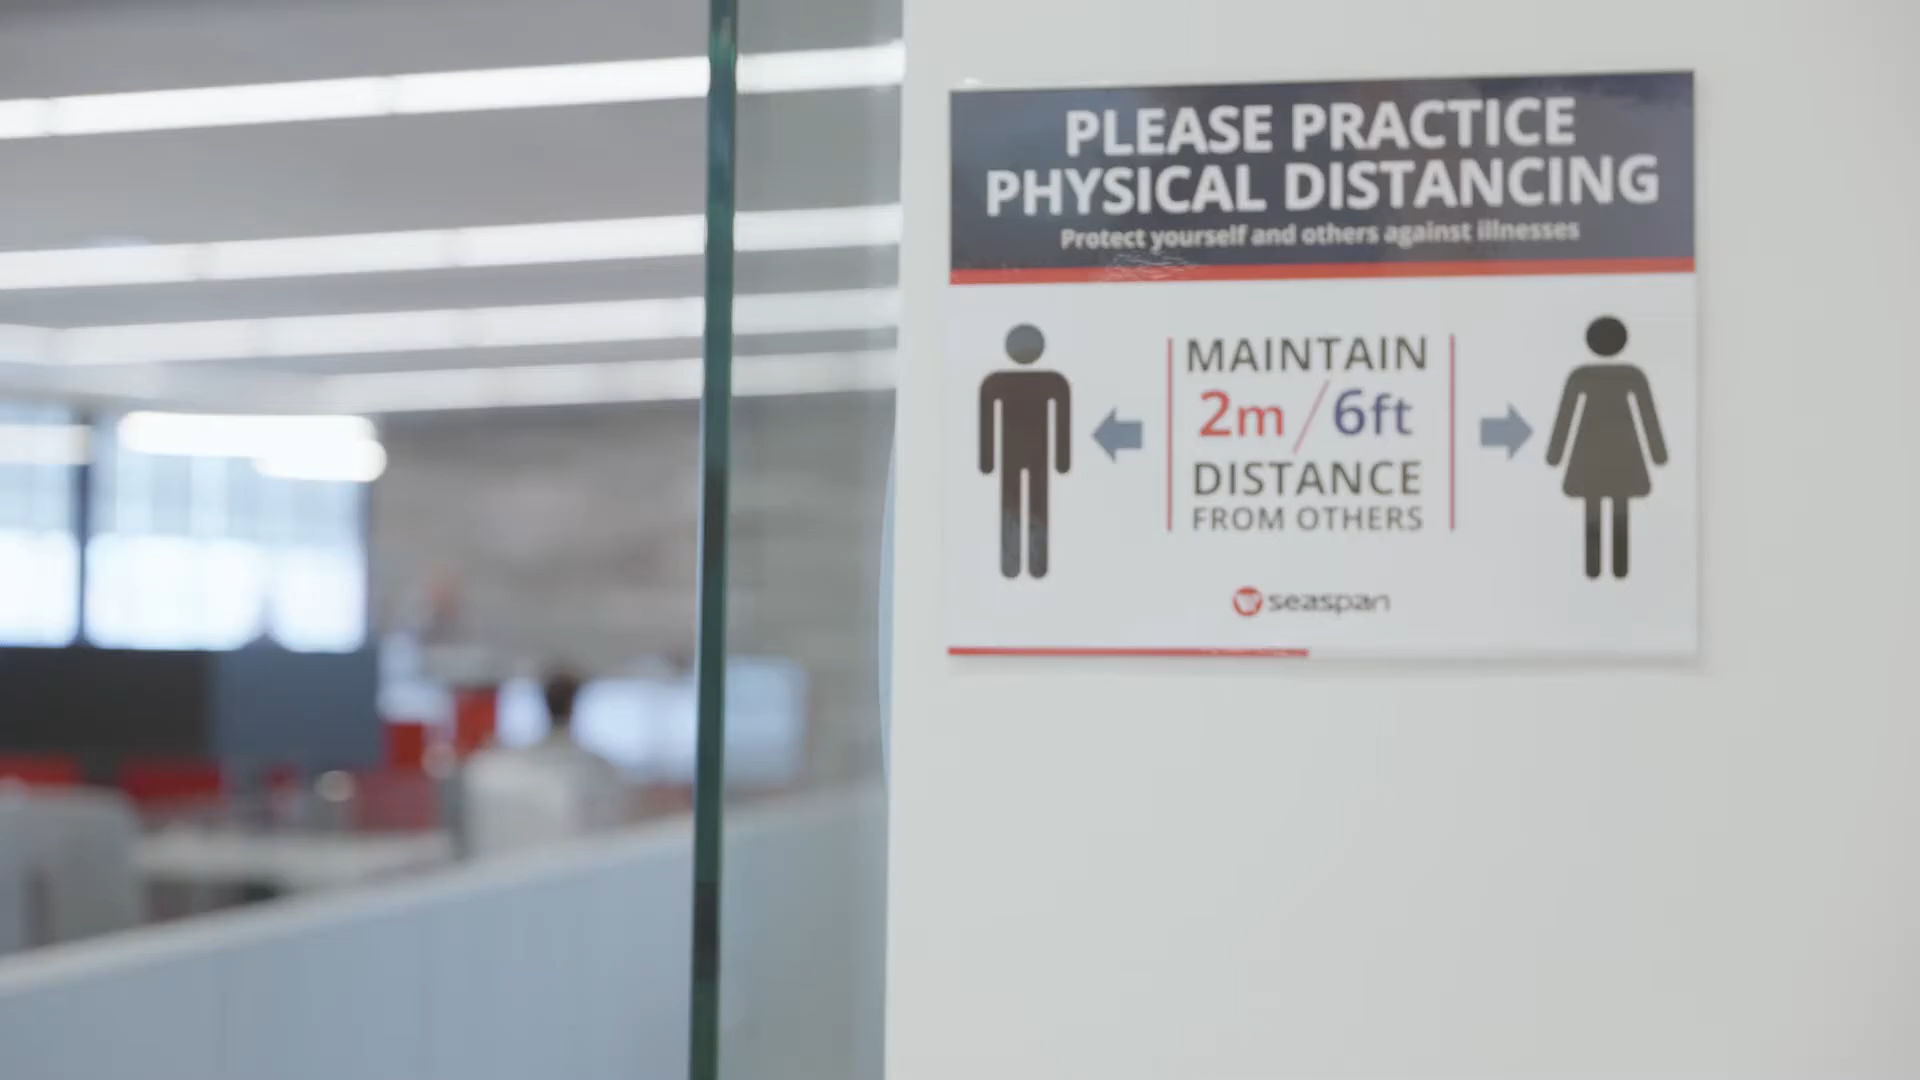 PLEASE PRACTICE
PHYSICAL DISTANCING
Protect yourself and others against illnesses
MAINTAIN
2m/6ft
DISTANCE
FROM OTHERS
seaspan